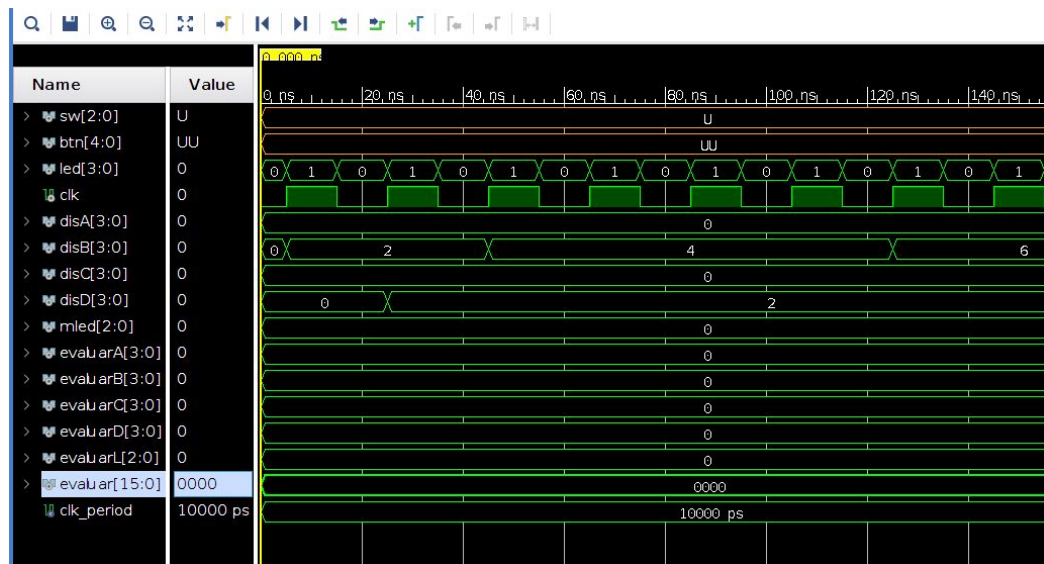 0.000 ns
Name Value
0 ns 20 ns 40 ns 60 ns 80 ns 100 ns 120 ns 140 ns
sw[2:0] U U
btn[4:0] UU UU
led[3:0] 0 0 1 0 1 0 1 0 1 0 1 0 1 0 1 0 1
clk 0
disA[3:0] 0 0
disB[3:0] 0 0 2 4 6
disC[3:0] 0 0
disD[3:0] 0 0 2
mled[2:0] 0 0
evaluarA[3:0] 0 0
evaluarB[3:0] 0 0
evaluarC[3:0] 0 0
evaluarD[3:0] 0 0
evaluarL[2:0] 0 0
evaluar[15:0] 0000 0000
clk_period 10000 ps 10000 ps